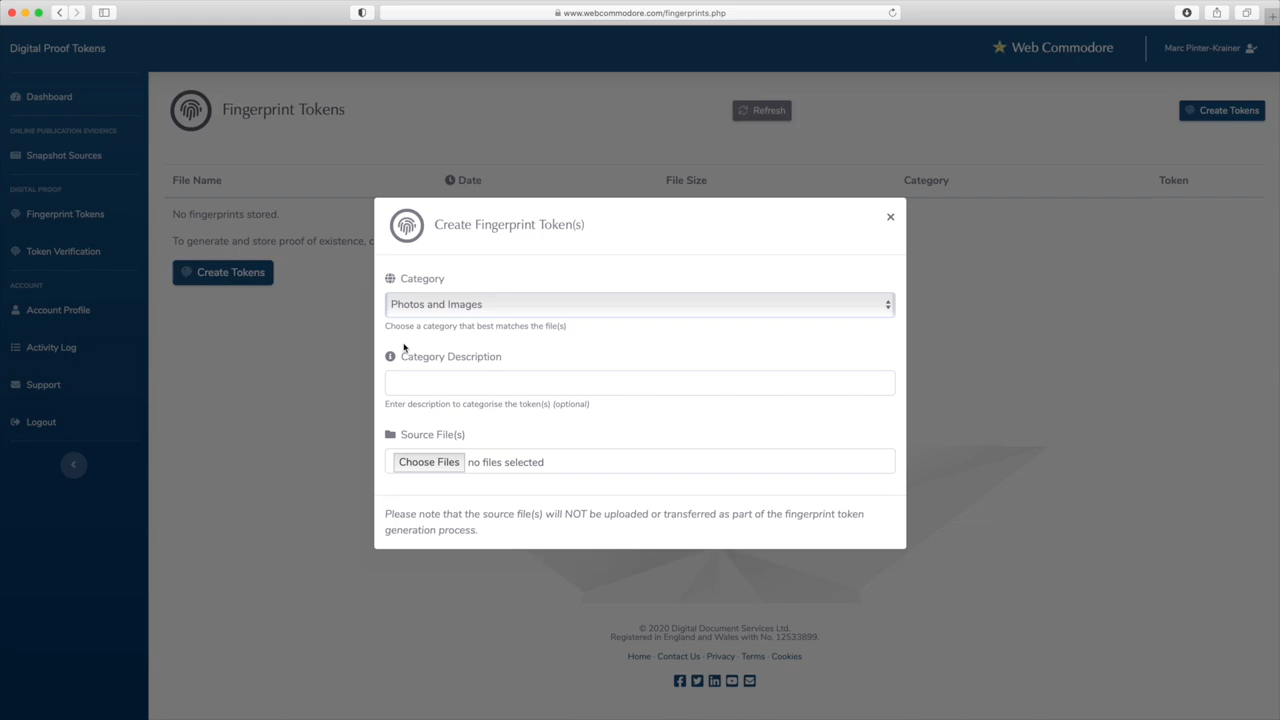 www.webcommodore.com/fingerprints.php
Digital Proof Tokens
Web Commodore
Marc Pinter-Krainer
Dashboard
ONLINE PUBLICATION EVIDENCE
Snapshot Sources
DIGITAL PROOF
Fingerprint Tokens
Token Verification
ACCOUNT
Account Profile
Activity Log
Support
Logout
Fingerprint Tokens
Refresh
Create Tokens
File Name
Date
File Size
Category
Token
No fingerprints stored.
To generate and store proof of existence, c
Create Tokens
Create Fingerprint Token(s)
×
Category
Photos and Images
Choose a category that best matches the file(s)
Category Description
Enter description to categorise the token(s) (optional)
Source File(s)
Choose Files no files selected
Please note that the source file(s) will NOT be uploaded or transferred as part of the fingerprint token
generation process.
© 2020 Digital Document Services Ltd.
Registered in England and Wales with No. 12533899.
Home · Contact Us · Privacy · Terms · Cookies